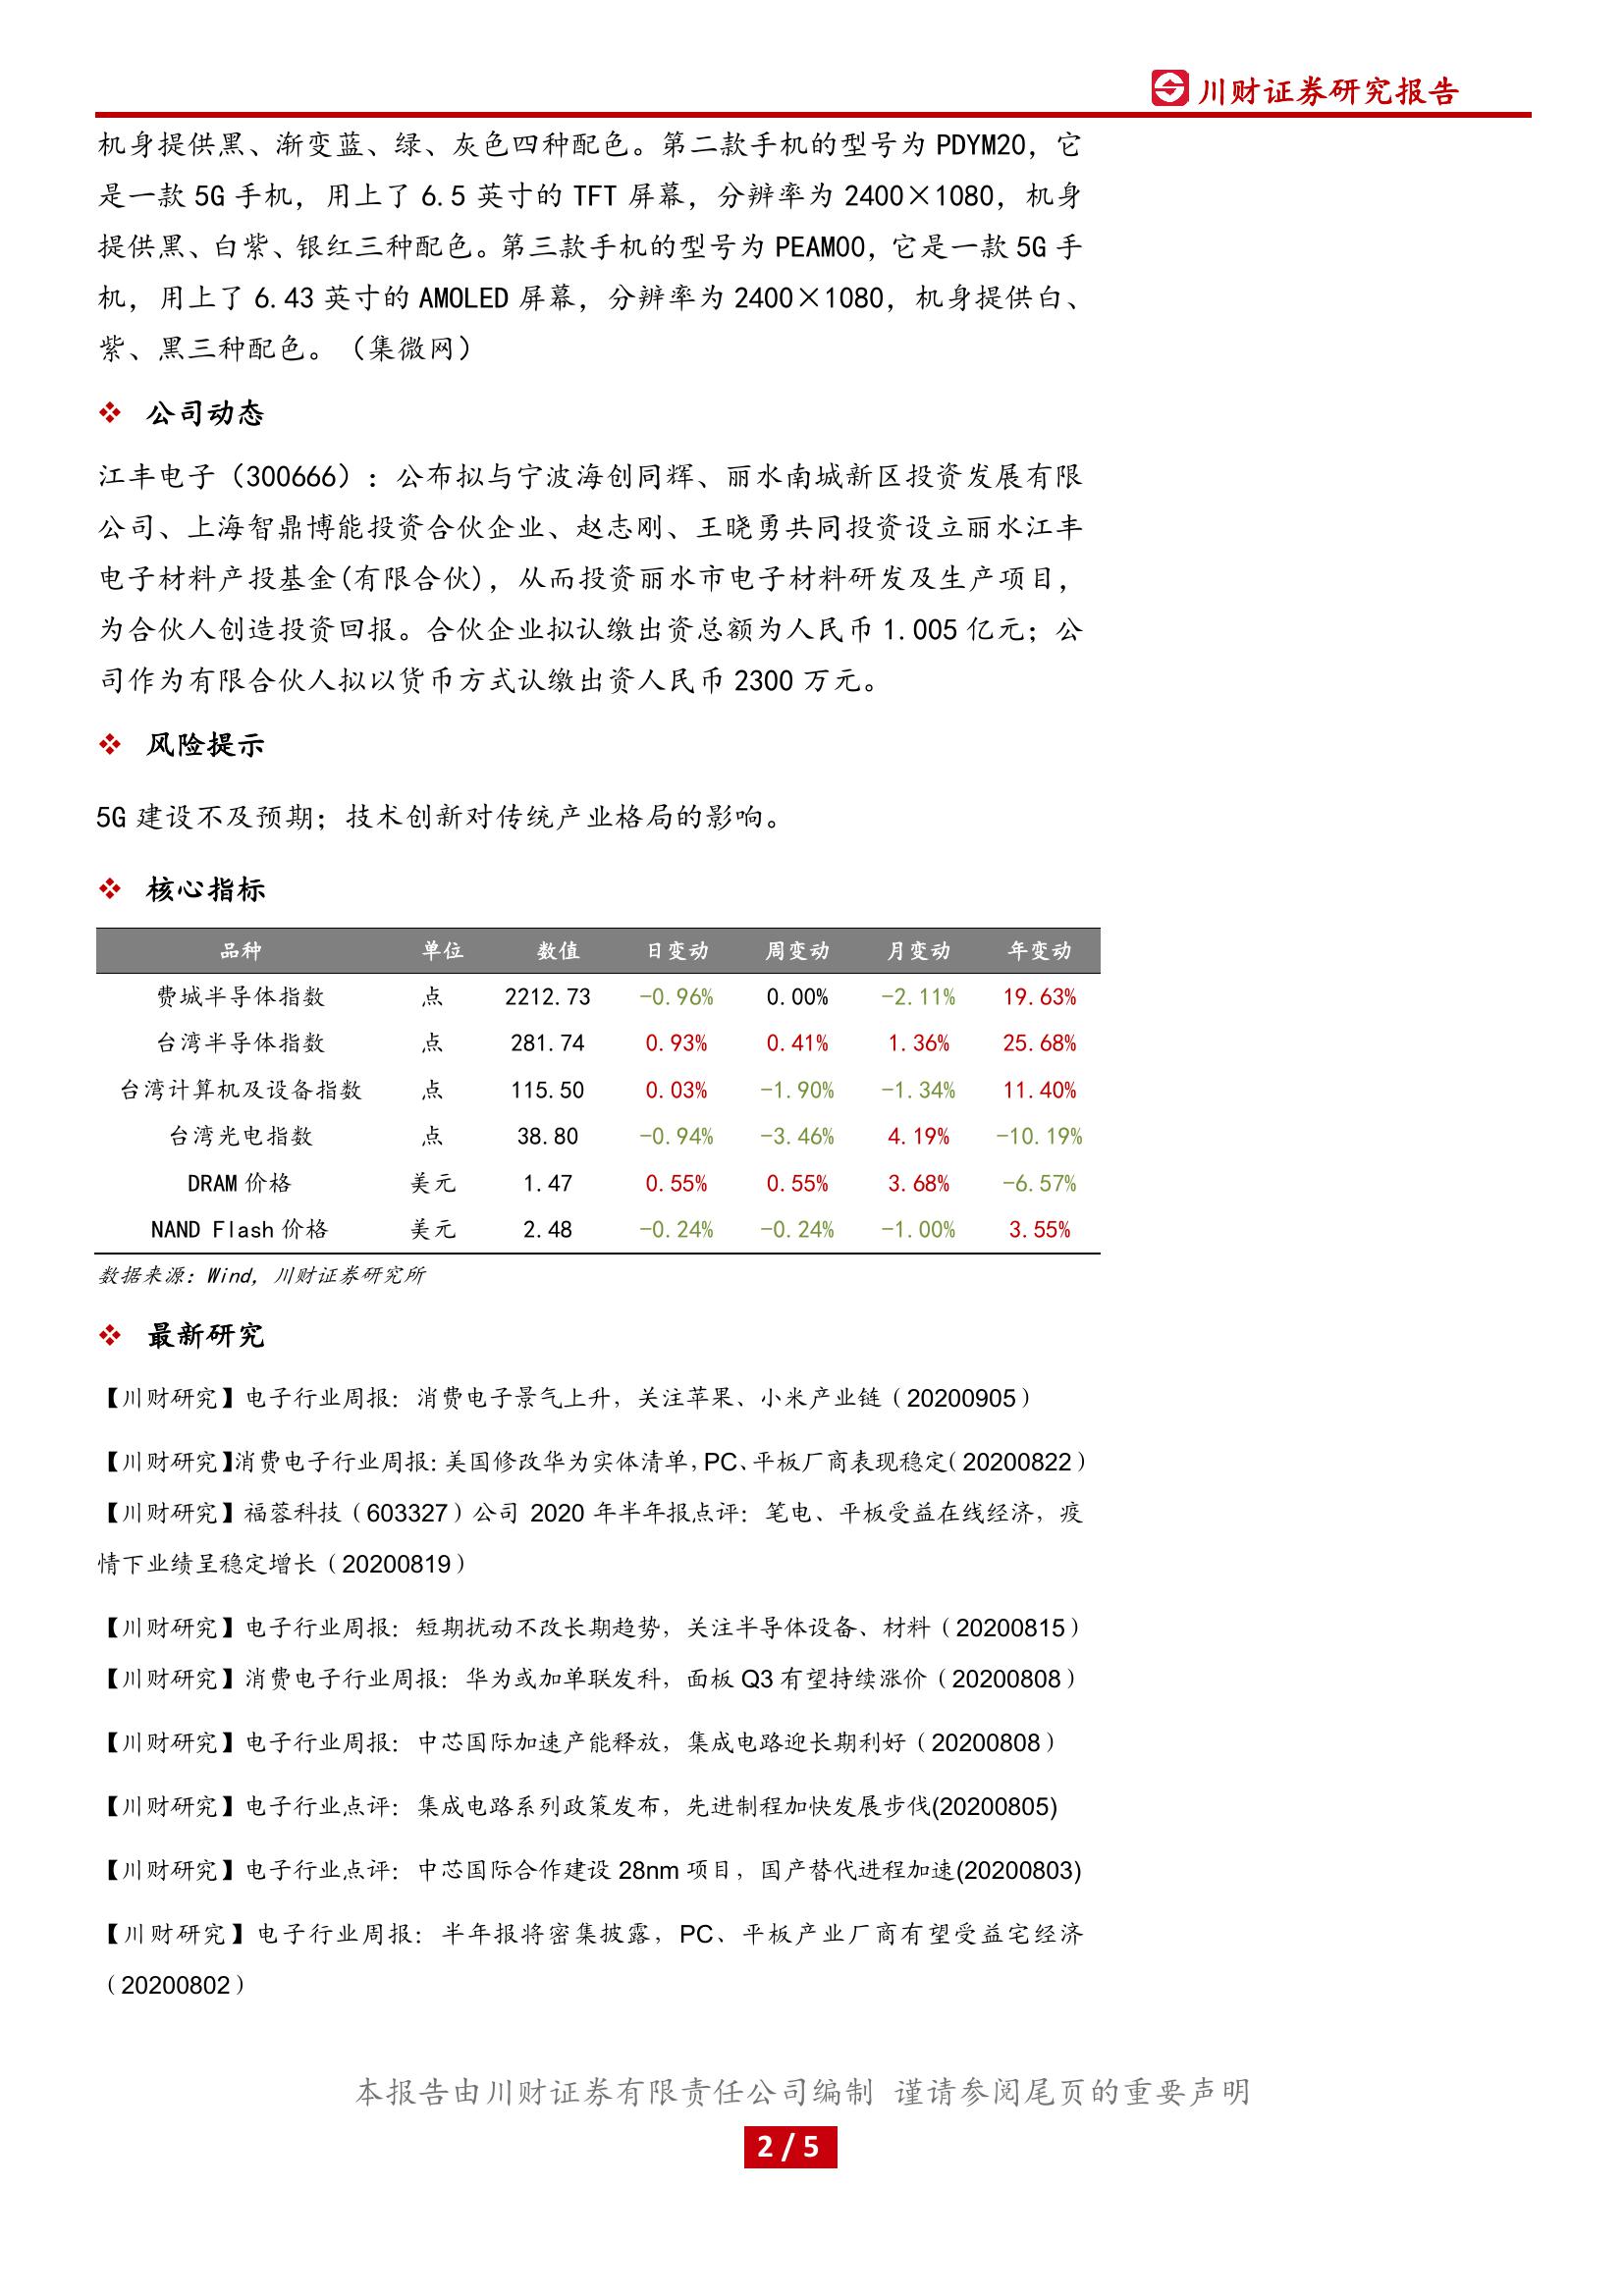 川财证券研究报告
机身提供黑、渐变蓝、绿、灰色四种配色。第二款手机的型号为 PDYM20，它
是一款 5G 手机，用上了 6.5 英寸的 TFT 屏幕，分辨率为 2400×1080，机身
提供黑、白紫、银红三种配色。第三款手机的型号为 PEAM00，它是一款 5G 手
机，用上了 6.43 英寸的 AMOLED 屏幕，分辨率为 2400×1080，机身提供白、
紫、黑三种配色。（集微网）
❖ 公司动态
江丰电子（300666）：公布拟与宁波海创同辉、丽水南城新区投资发展有限
公司、上海智鼎博能投资合伙企业、赵志刚、王晓勇共同投资设立丽水江丰
电子材料产投基金(有限合伙)，从而投资丽水市电子材料研发及生产项目，
为合伙人创造投资回报。合伙企业拟认缴出资总额为人民币 1.005 亿元；公
司作为有限合伙人拟以货币方式认缴出资人民币 2300 万元。
❖ 风险提示
5G 建设不及预期；技术创新对传统产业格局的影响。
❖ 核心指标
品种 单位 数值 日变动 周变动 月变动 年变动
费城半导体指数 点 2212.73 -0.96% 0.00% -2.11% 19.63%
台湾半导体指数 点 281.74 0.93% 0.41% 1.36% 25.68%
台湾计算机及设备指数 点 115.50 0.03% -1.90% -1.34% 11.40%
台湾光电指数 点 38.80 -0.94% -3.46% 4.19% -10.19%
DRAM 价格 美元 1.47 0.55% 0.55% 3.68% -6.57%
NAND Flash 价格 美元 2.48 -0.24% -0.24% -1.00% 3.55%
数据来源：Wind，川财证券研究所
❖ 最新研究
【川财研究】电子行业周报：消费电子景气上升，关注苹果、小米产业链（20200905）
【川财研究】消费电子行业周报：美国修改华为实体清单，PC、平板厂商表现稳定（20200822）
【川财研究】福蓉科技（603327）公司 2020 年半年报点评：笔电、平板受益在线经济，疫
情下业绩呈稳定增长（20200819）
【川财研究】电子行业周报：短期扰动不改长期趋势，关注半导体设备、材料（20200815）
【川财研究】消费电子行业周报：华为或加单联发科，面板 Q3 有望持续涨价（20200808）
【川财研究】电子行业周报：中芯国际加速产能释放，集成电路迎长期利好（20200808）
【川财研究】电子行业点评：集成电路系列政策发布，先进制程加快发展步伐(20200805)
【川财研究】电子行业点评：中芯国际合作建设 28nm 项目，国产替代进程加速(20200803)
【川财研究】电子行业周报：半年报将密集披露，PC、平板产业厂商有望受益宅经济
（20200802）
本报告由川财证券有限责任公司编制 谨请参阅尾页的重要声明
2 / 5